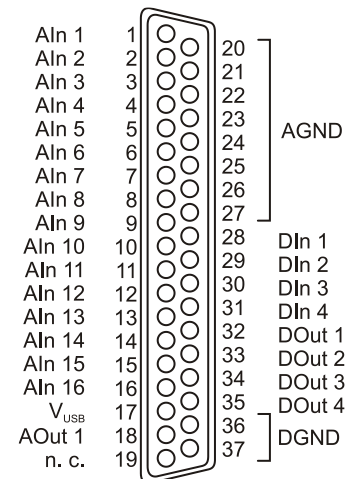 AIn 1 1
20
AIn 2 2
21
AIn 3 3
22
AIn 4 4
23
AIn 5 5
24
AGND
AIn 6 6
25
AIn 7 7
26
AIn 8 8
27
AIn 9 9
28 DIn 1
AIn 10 10
29 DIn 2
AIn 11 11
30 DIn 3
AIn 12 12
31 DIn 4
AIn 13 13
32 DOut 1
AIn 14 14
33 DOut 2
AIn 15 15
34 DOut 3
AIn 16 16
35 DOut 4
VUSB 17
36
DGND
AOut 1 18
37
n. c. 19